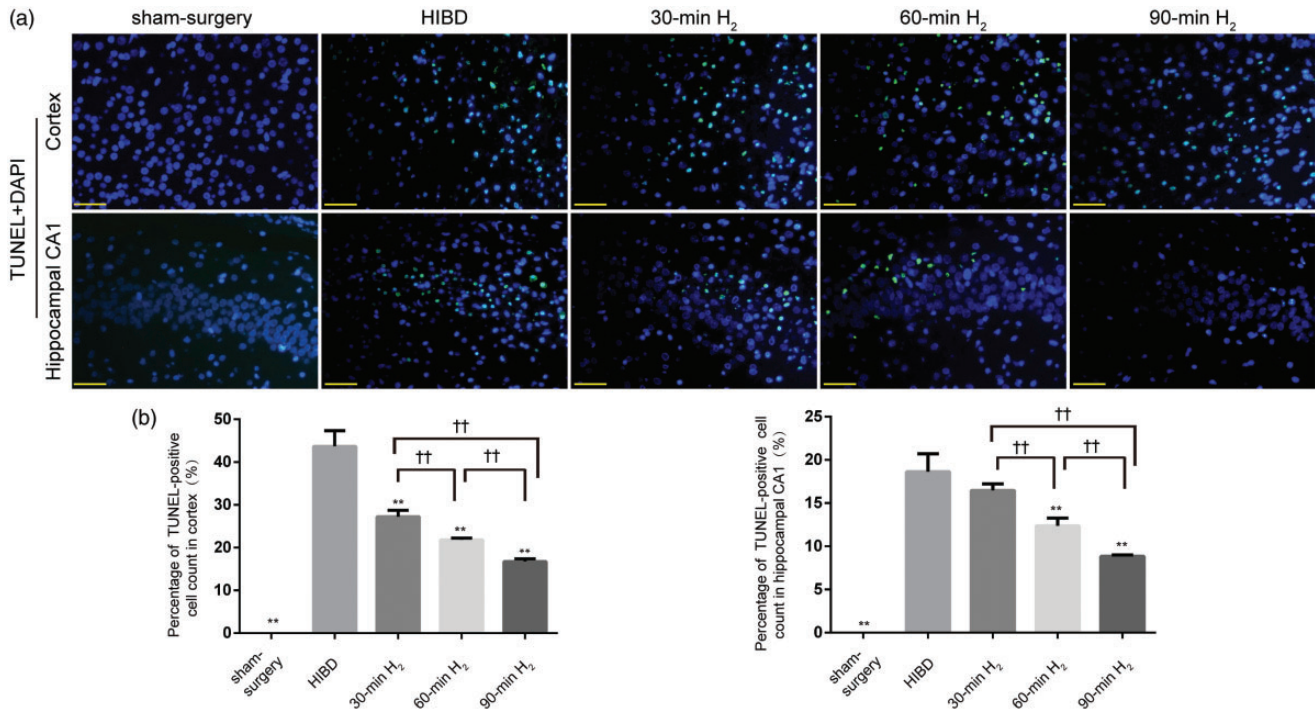 (a)
sham-surgery HIBD 30-min H₂ 60-min H₂ 90-min H₂
TUNEL+DAPI
Cortex
Hippocampal CA1
(b)
Percentage of TUNEL-positive
cell count in cortex (%)
50
40
30
20
10
0
**
**
**
**
††
††
††
sham-
surgery
HIBD
30-min H₂
60-min H₂
90-min H₂
Percentage of TUNEL-positive cell
count in hippocampal CA1 (%)
25
20
15
10
5
0
**
**
**
††
††
††
sham-
surgery
HIBD
30-min H₂
60-min H₂
90-min H₂